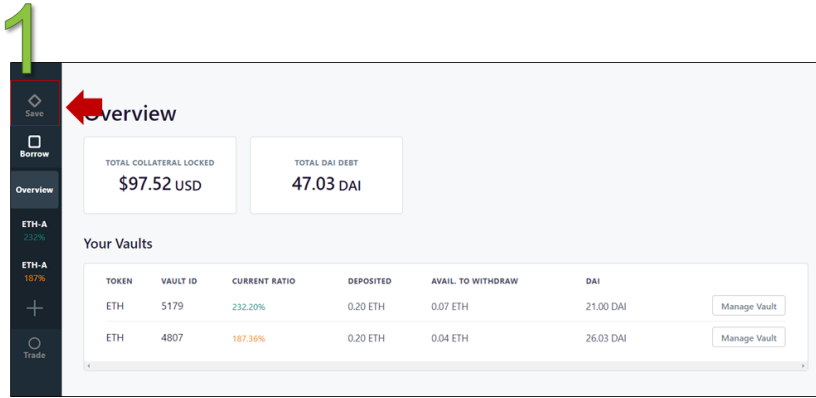 1
Save
Borrow
Overview
ETH-A
232%
ETH-A
187%
Trade
Overview
TOTAL COLLATERAL LOCKED
$97.52 USD
TOTAL DAI DEBT
47.03 DAI
Your Vaults
TOKEN VAULT ID CURRENT RATIO DEPOSITED AVAIL. TO WITHDRAW DAI
ETH 5179 232.20% 0.20 ETH 0.07 ETH 21.00 DAI Manage Vault
ETH 4807 187.36% 0.20 ETH 0.04 ETH 26.03 DAI Manage Vault